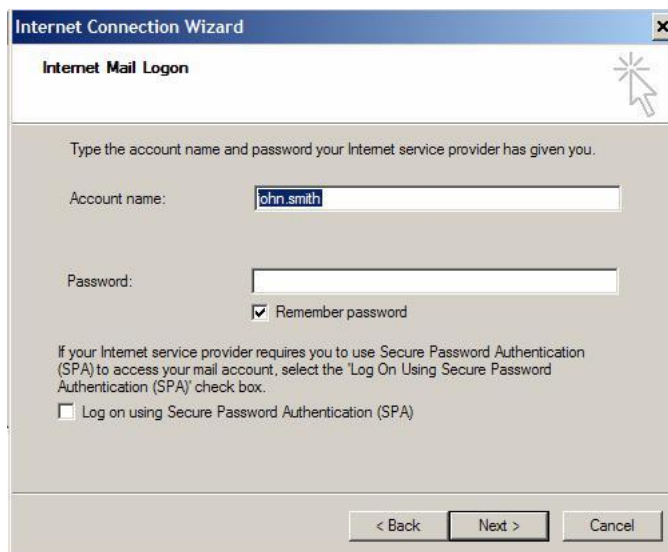 Internet Connection Wizard
Internet Mail Logon
Type the account name and password your Internet service provider has given you.
Account name:
john.smith
Password:
Remember password
If your Internet service provider requires you to use Secure Password Authentication
(SPA) to access your mail account, select the 'Log On Using Secure Password
Authentication (SPA)' check box.
Log on using Secure Password Authentication (SPA)
< Back
Next >
Cancel